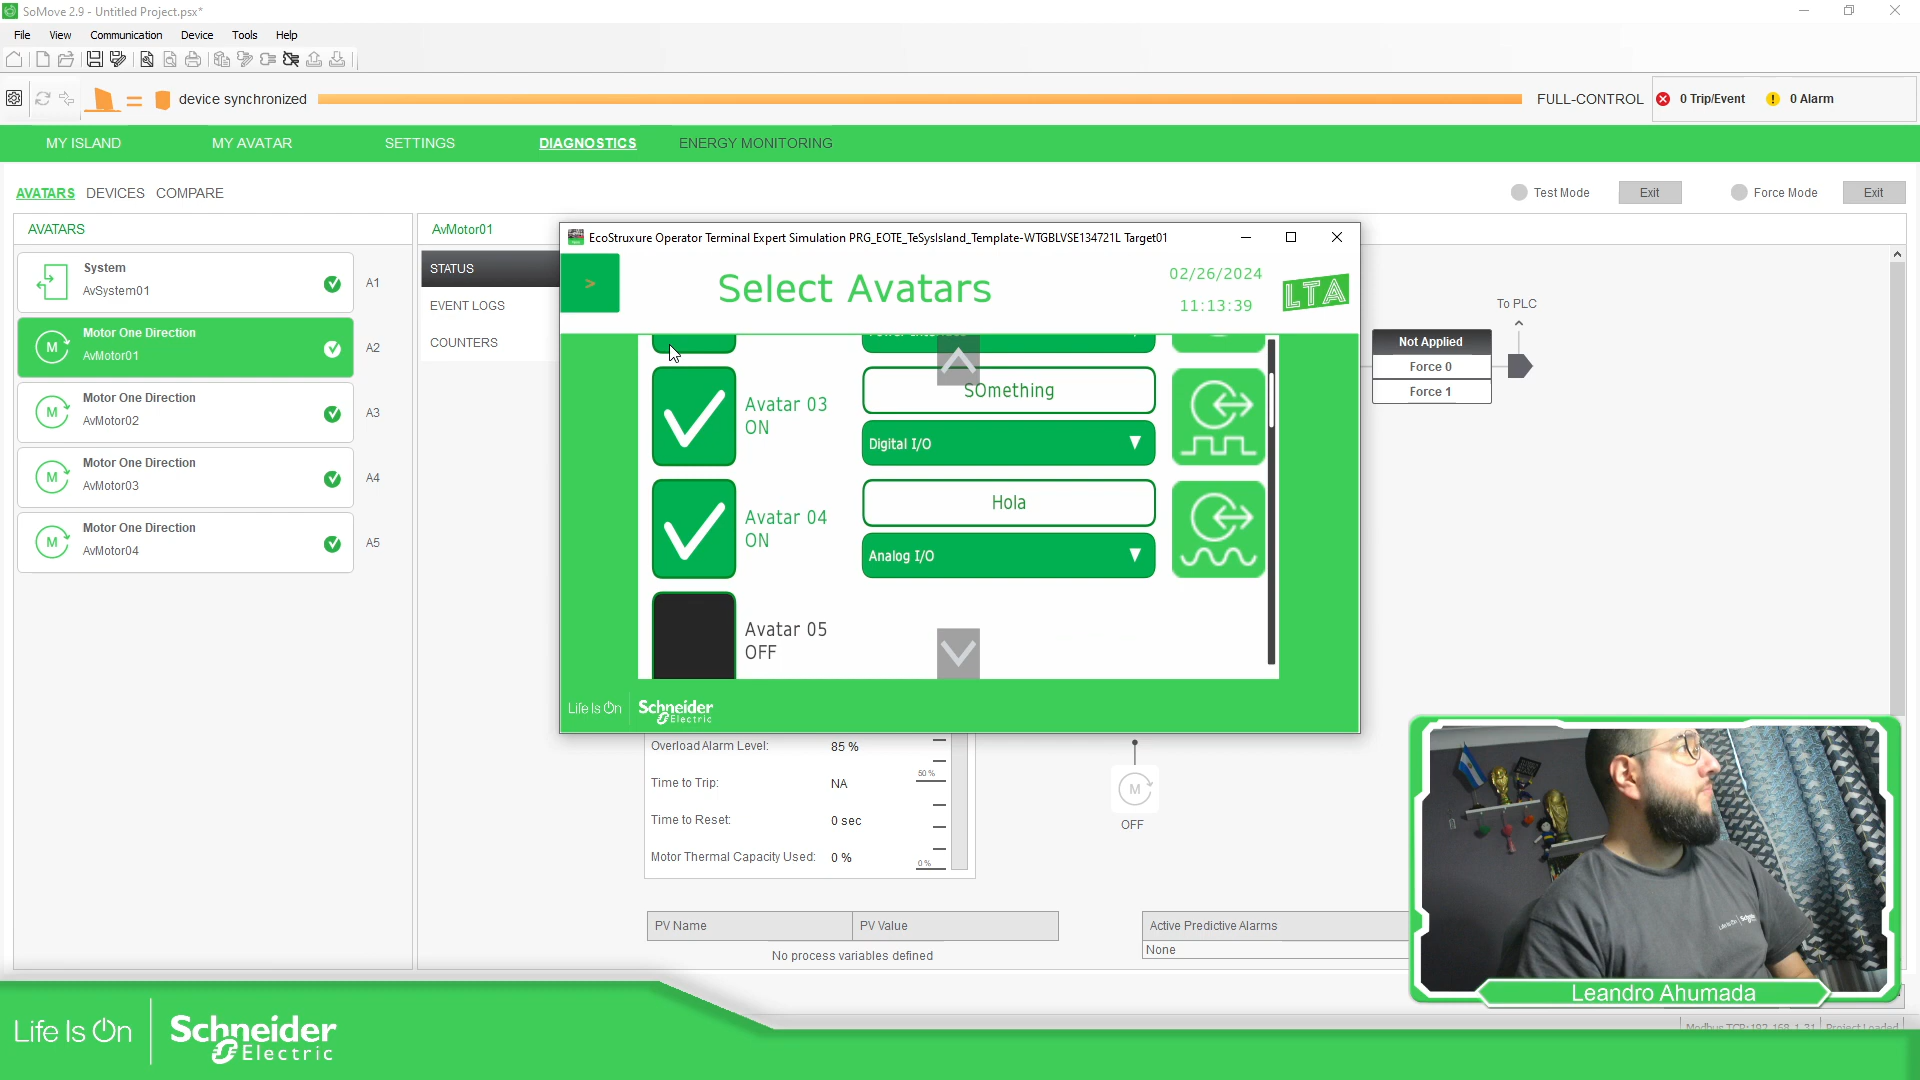 SoMove 2.9 - Untitled Project.psx*
File View Communication Device Tools Help
device synchronized
FULL-CONTROL
0 Trip/Event
0 Alarm
MY ISLAND MY AVATAR SETTINGS DIAGNOSTICS ENERGY MONITORING
AVATARS DEVICES COMPARE
Test Mode
Exit
Force Mode
Exit
AVATARS
System
AvSystem01
A1
M
Motor One Direction
AvMotor01
A2
M
Motor One Direction
AvMotor02
A3
M
Motor One Direction
AvMotor03
A4
M
Motor One Direction
AvMotor04
A5
AvMotor01
STATUS
EVENT LOGS
COUNTERS
EcoStruxure Operator Terminal Expert Simulation PRG_EOTE_TeSysIsland_Template-WTGBLVSE134721L Target01
>
Select Avatars
02/26/2024
11:13:39
LTA
Avatar 03
ON
SOmething
Digital I/O
Avatar 04
ON
Hola
Analog I/O
Avatar 05
OFF
Life Is On
Schneider
Electric
To PLC
Not Applied
Force 0
Force 1
Overload Alarm Level: 85 %
Time to Trip: NA
Time to Reset: 0 sec
Motor Thermal Capacity Used: 0 %
50 %
0 %
M
OFF
PV Name PV Value
No process variables defined
Active Predictive Alarms
None
Leandro Ahumada
Life Is On
Schneider
Electric